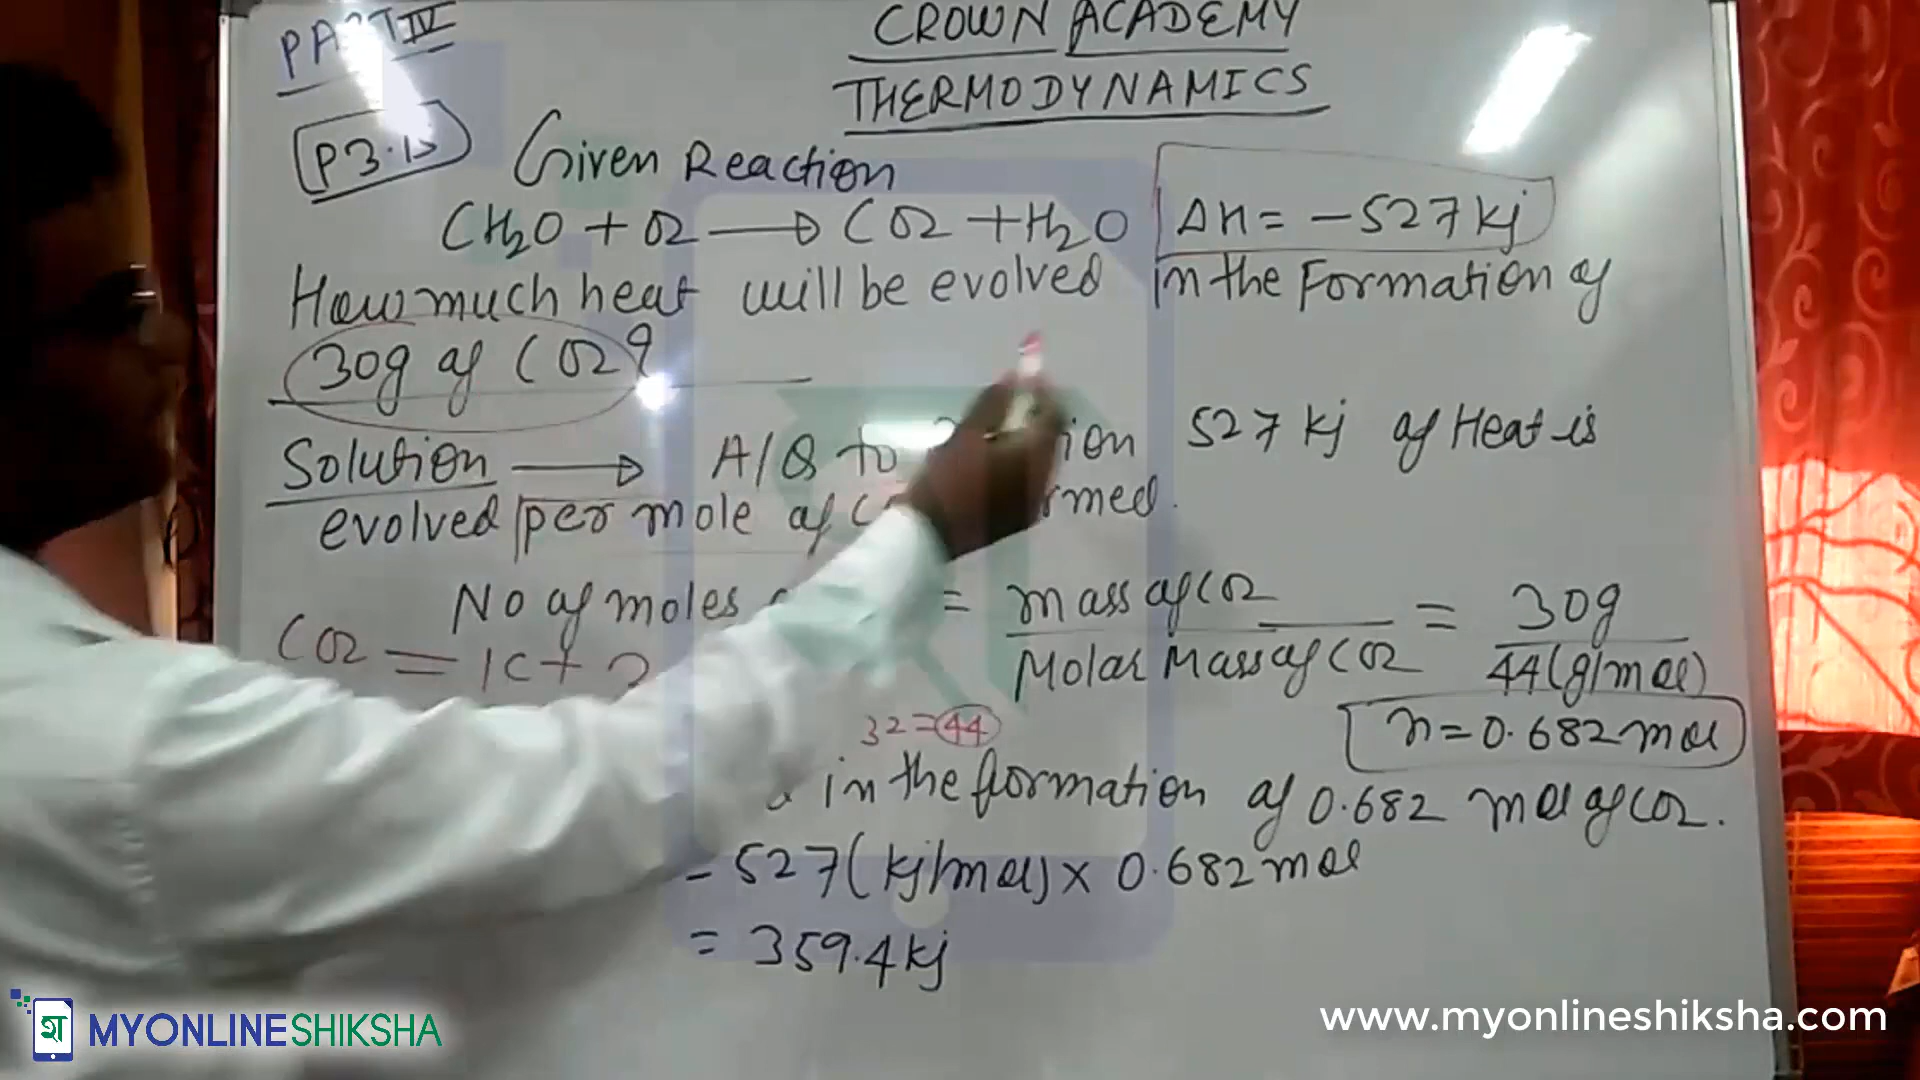 PART IV
CROWN ACADEMY
THERMODYNAMICS
P3.1> Given Reaction
CH2O + O2 → CO2 + H2O ΔH = -527 kj
How much heat will be evolved in the Formation of
30g of CO2?
Solution → A/Q to ion 527 kj of Heat is
evolved per mole of rmed.
No of moles = mass of CO2 / Molar Mass of CO2 = 30g / 44(g/mol)
CO2 = 1C + 2
32 = 44
n = 0.682 mol
in the formation of 0.682 mol of CO2.
- 527(kj/mol) x 0.682 mol
= 359.4 kj
MYONLINESHIKSHA
www.myonlineshiksha.com